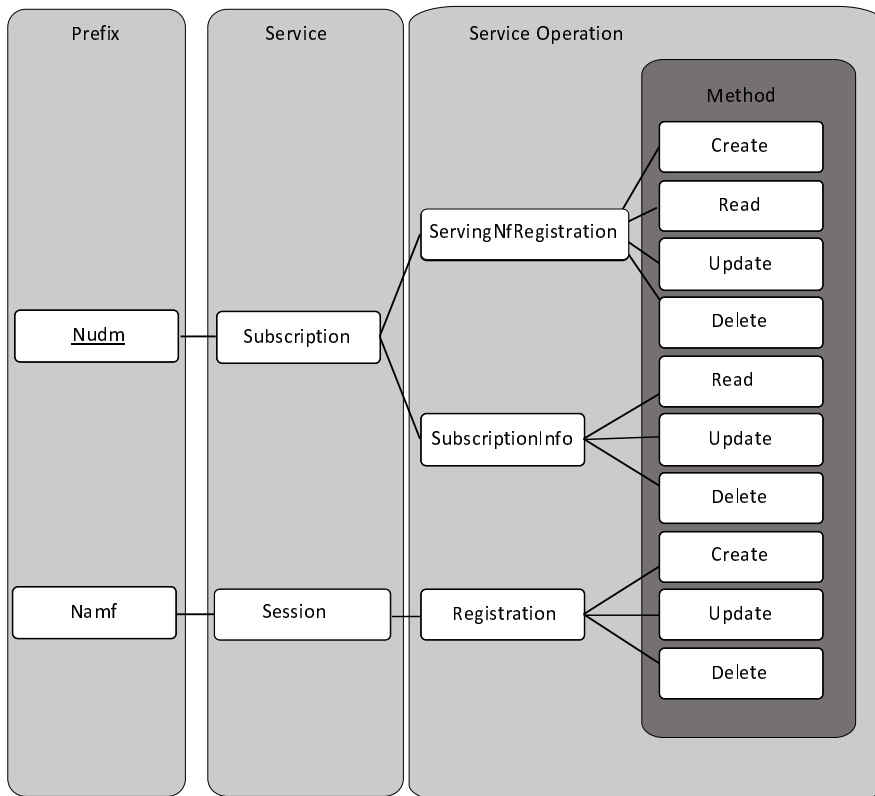 Prefix
Service
Service Operation
Method
Create
Read
ServingNfRegistration
Update
Delete
Nudm
Subscription
Read
SubscriptionInfo
Update
Delete
Create
Namf
Session
Registration
Update
Delete